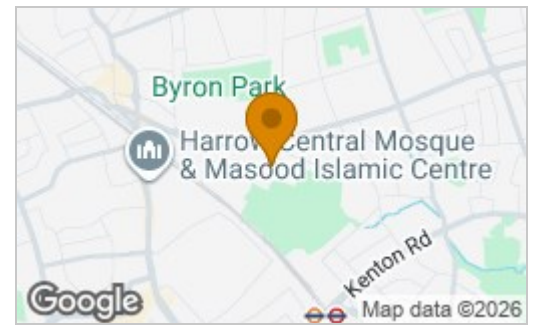 Byron Park
Harrow Central Mosque
& Masood Islamic Centre
Kenton Rd
Google
Map data ©2026